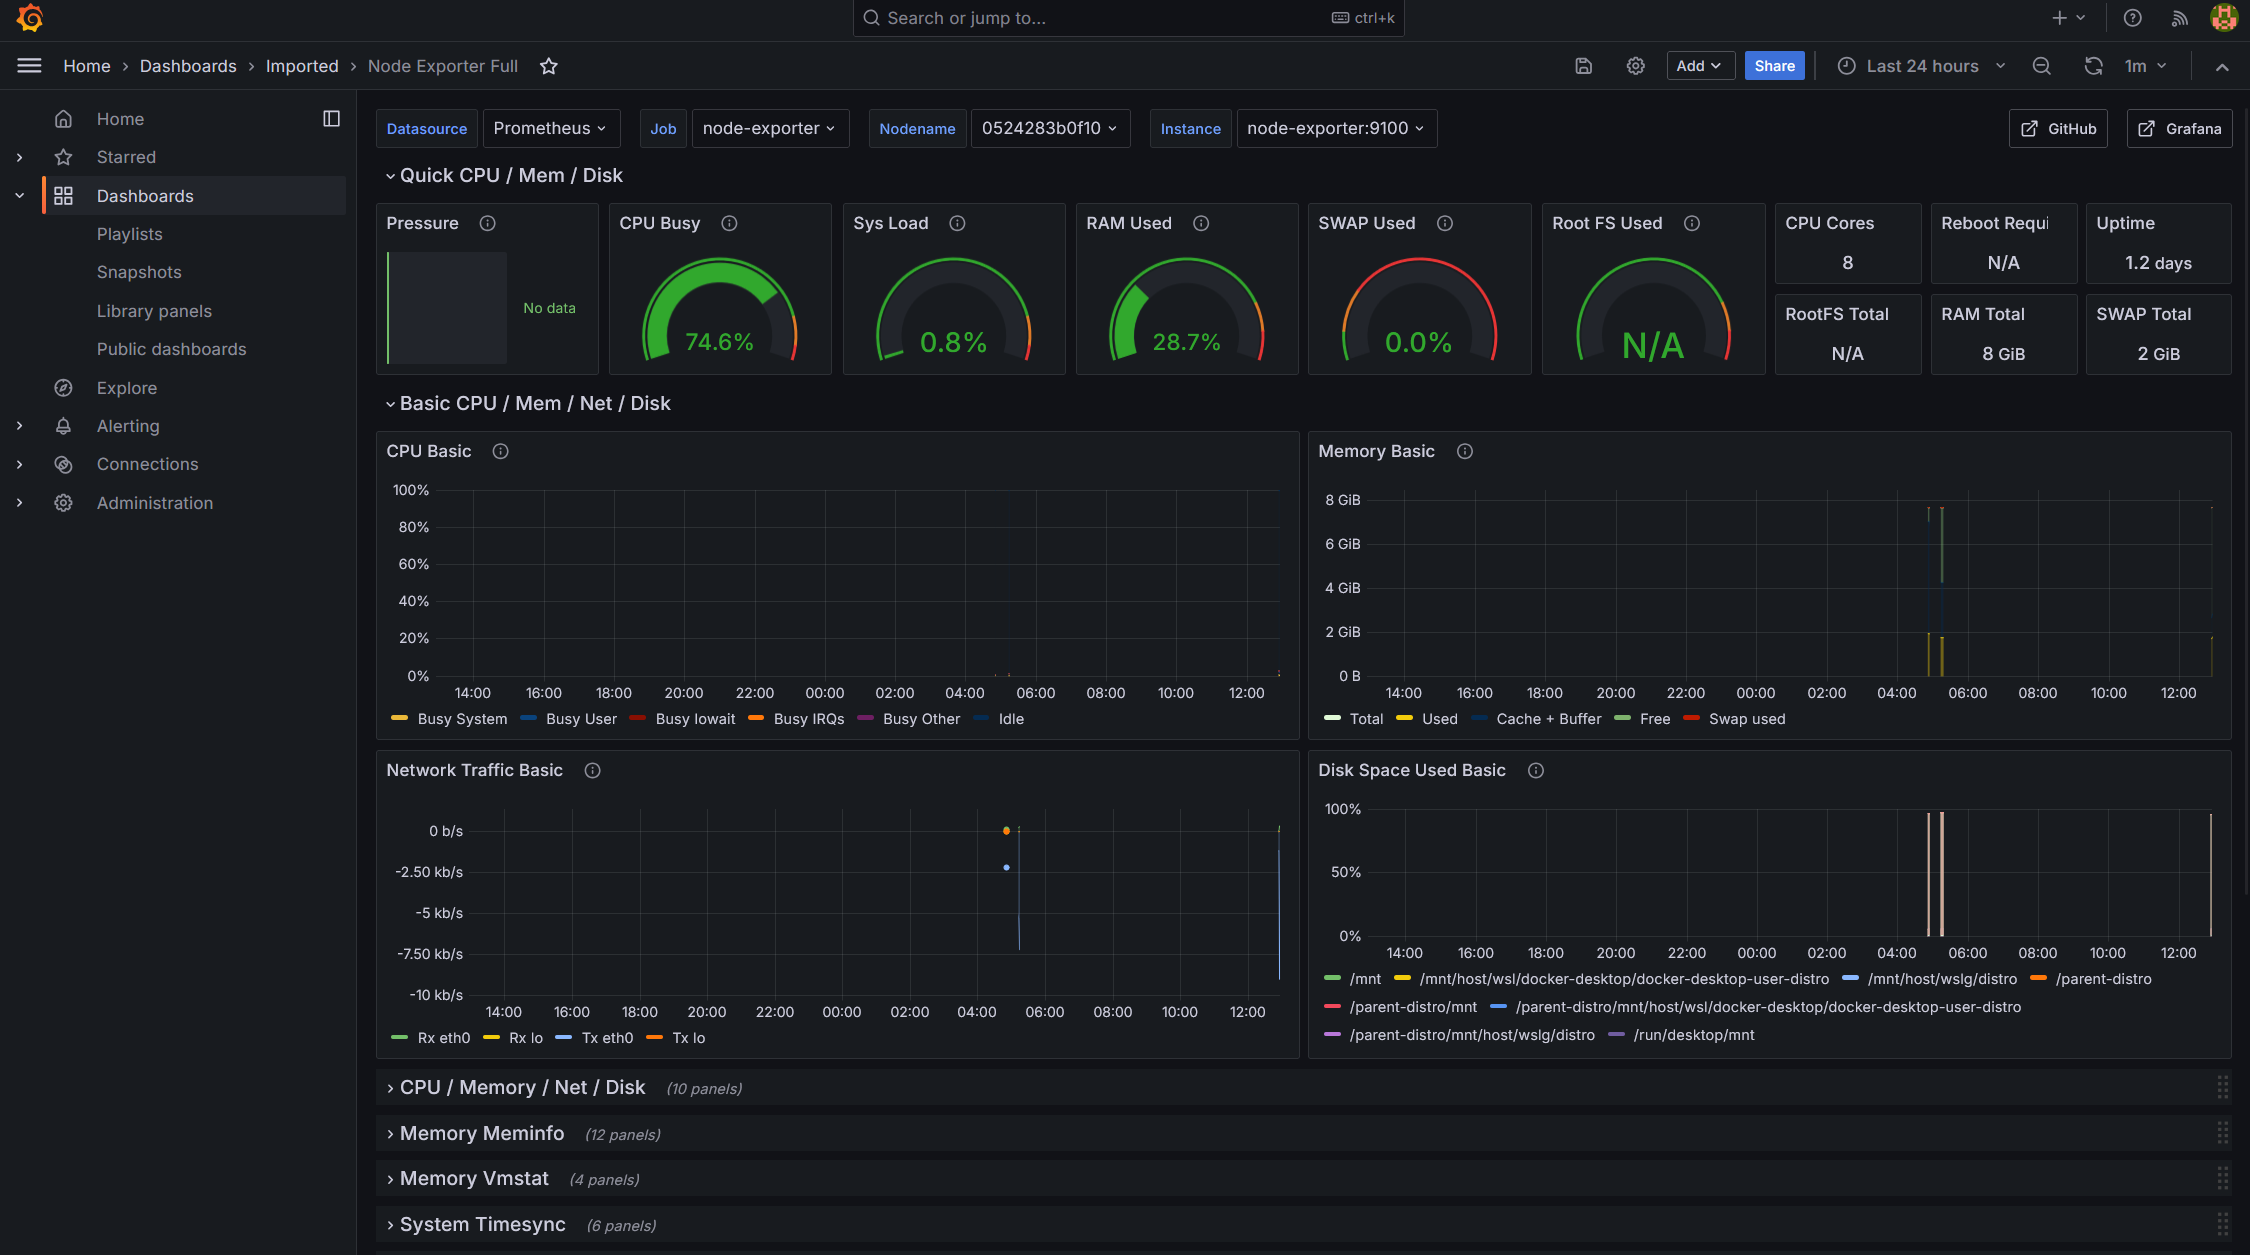 Search or jump to... ctrl+k
Home › Dashboards › Imported › Node Exporter Full
Add Share Last 24 hours 1m
Home
Starred
Dashboards
Playlists
Snapshots
Library panels
Public dashboards
Explore
Alerting
Connections
Administration
Datasource Prometheus Job node-exporter Nodename 0524283b0f10 Instance node-exporter:9100 GitHub Grafana
Quick CPU / Mem / Disk
Pressure CPU Busy Sys Load RAM Used SWAP Used Root FS Used CPU Cores Reboot Requi Uptime
8 N/A 1.2 days
No data 74.6% 0.8% 28.7% 0.0% N/A
RootFS Total RAM Total SWAP Total
N/A 8 GiB 2 GiB
Basic CPU / Mem / Net / Disk
CPU Basic
100%
80%
60%
40%
20%
0%
14:00 16:00 18:00 20:00 22:00 00:00 02:00 04:00 06:00 08:00 10:00 12:00
Busy System Busy User Busy Iowait Busy IRQs Busy Other Idle
Memory Basic
8 GiB
6 GiB
4 GiB
2 GiB
0 B
14:00 16:00 18:00 20:00 22:00 00:00 02:00 04:00 06:00 08:00 10:00 12:00
Total Used Cache + Buffer Free Swap used
Network Traffic Basic
0 b/s
-2.50 kb/s
-5 kb/s
-7.50 kb/s
-10 kb/s
14:00 16:00 18:00 20:00 22:00 00:00 02:00 04:00 06:00 08:00 10:00 12:00
Rx eth0 Rx lo Tx eth0 Tx lo
Disk Space Used Basic
100%
50%
0%
14:00 16:00 18:00 20:00 22:00 00:00 02:00 04:00 06:00 08:00 10:00 12:00
/mnt /mnt/host/wsl/docker-desktop/docker-desktop-user-distro /mnt/host/wslg/distro /parent-distro
/parent-distro/mnt /parent-distro/mnt/host/wsl/docker-desktop/docker-desktop-user-distro
/parent-distro/mnt/host/wslg/distro /run/desktop/mnt
CPU / Memory / Net / Disk (10 panels)
Memory Meminfo (12 panels)
Memory Vmstat (4 panels)
System Timesync (6 panels)